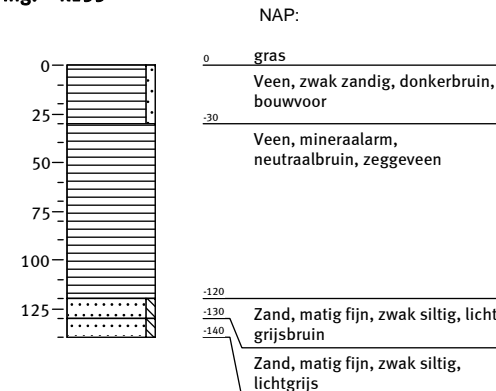 NAP:
0 gras
0
Veen, zwak zandig, donkerbruin,
bouwvoor
25
-30
Veen, mineraalarm,
neutraalbruin, zeggeveen
50
75
100
-120
125
-130 Zand, matig fijn, zwak siltig, licht
grijsbruin
-140
Zand, matig fijn, zwak siltig,
lichtgrijs